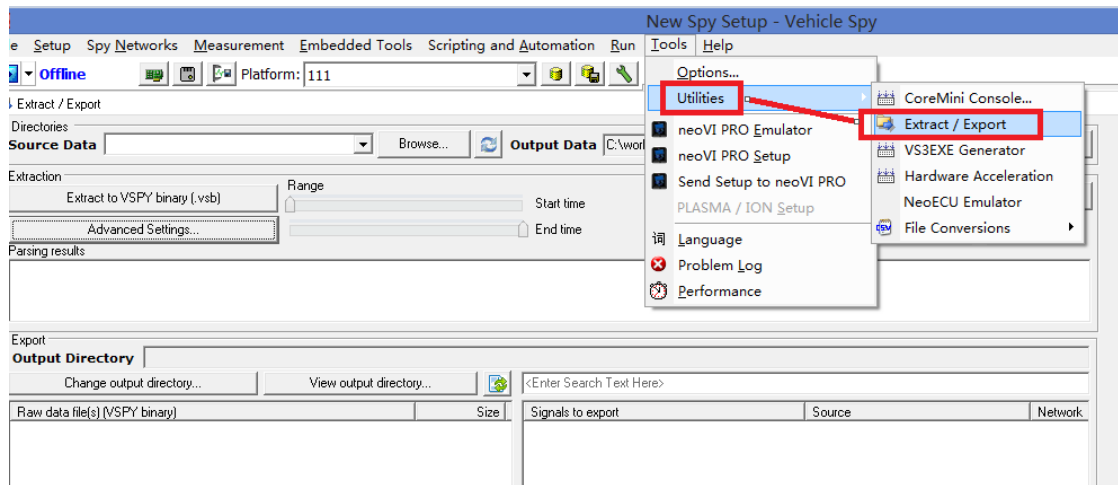 New Spy Setup - Vehicle Spy
e Setup Spy Networks Measurement Embedded Tools Scripting and Automation Run Tools Help
Offline Platform: 111
Options...
Utilities
neoVI PRO Emulator
neoVI PRO Setup
Send Setup to neoVI PRO
PLASMA / ION Setup
词 Language
Problem Log
Performance
CoreMini Console...
Extract / Export
VS3EXE Generator
Hardware Acceleration
NeoECU Emulator
CSV File Conversions
Extract / Export
Directories
Source Data Browse... Output Data C:\worl
Extraction
Extract to VSPY binary (.vsb) Range Start time
Advanced Settings... End time
Parsing results
Export
Output Directory
Change output directory... View output directory... <Enter Search Text Here>
Raw data file(s) (VSPY binary) Size Signals to export Source Network